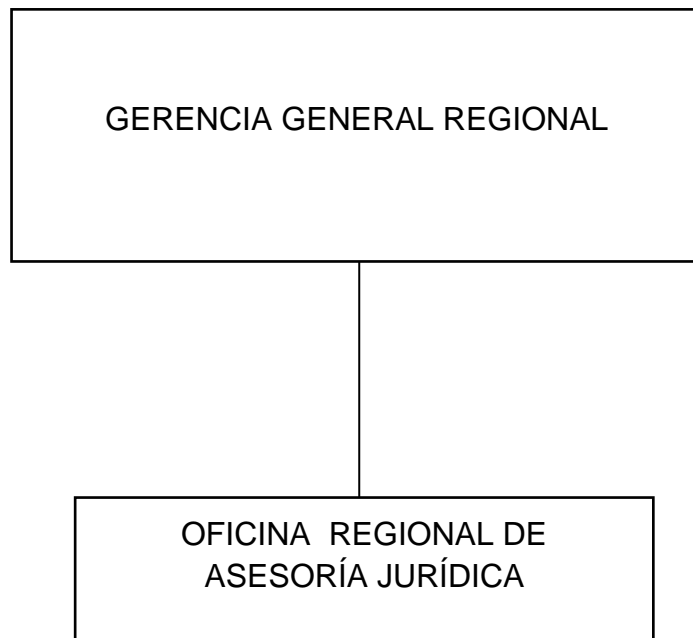 GERENCIA GENERAL REGIONAL
OFICINA  REGIONAL DE
ASESORÍA JURÍDICA